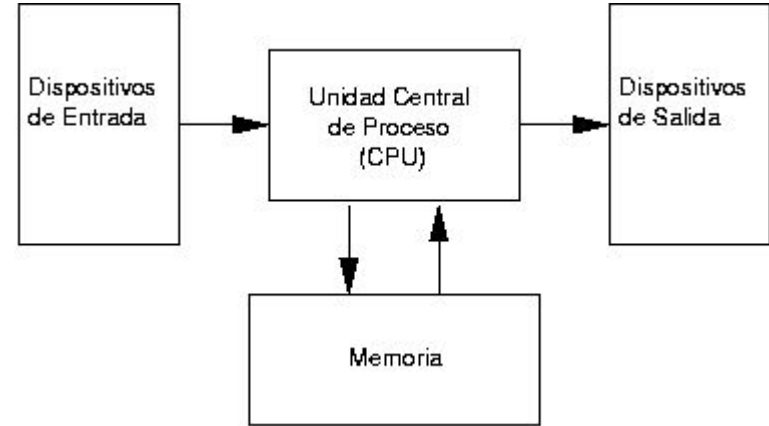 Dispositivos
de Entrada
Unidad Central
de Proceso
(CPU)
Dispositivos
de Salida
Memoria